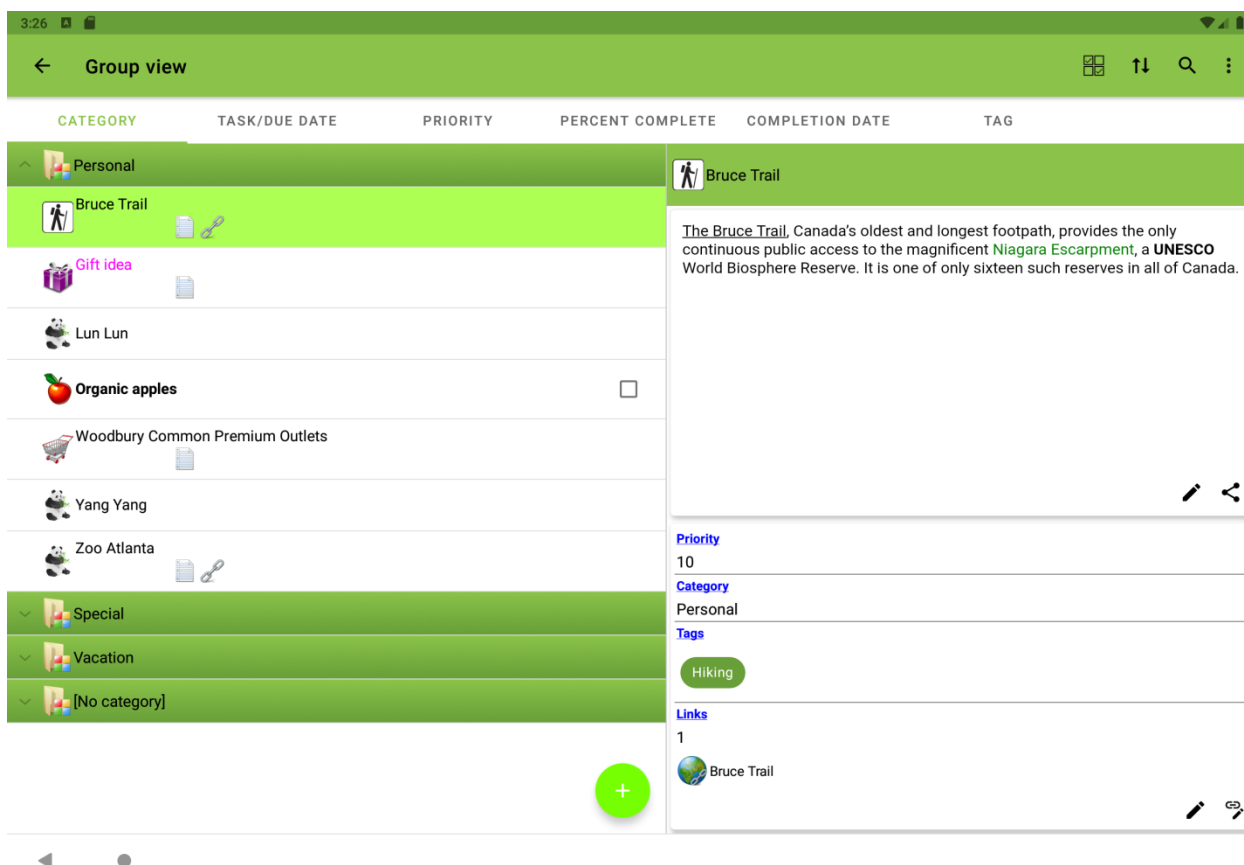 3:26
Group view
CATEGORY TASK/DUE DATE PRIORITY PERCENT COMPLETE COMPLETION DATE TAG
Personal
Bruce Trail
Gift idea
Lun Lun
Organic apples
Woodbury Common Premium Outlets
Yang Yang
Zoo Atlanta
Special
Vacation
[No category]
Bruce Trail
The Bruce Trail, Canada's oldest and longest footpath, provides the only
continuous public access to the magnificent Niagara Escarpment, a UNESCO
World Biosphere Reserve. It is one of only sixteen such reserves in all of Canada.
Priority
10
Category
Personal
Tags
Hiking
Links
1
Bruce Trail